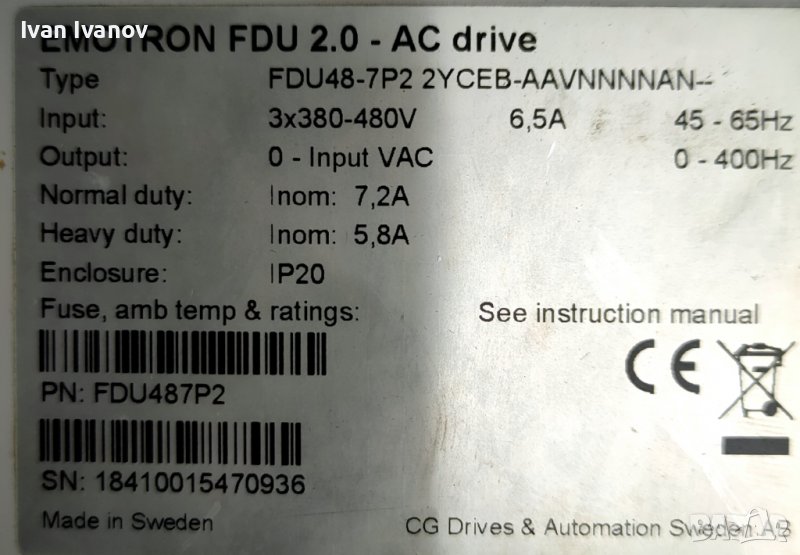 Ivan Ivanov
EMOTRON FDU 2.0 - AC drive
Type FDU48-7P2 2YCEB-AAVNNNNAN--
Input: 3x380-480V 6,5A 45 - 65Hz
Output: 0 - Input VAC 0 - 400Hz
Normal duty: Inom: 7,2A
Heavy duty: Inom: 5,8A
Enclosure: IP20
Fuse, amb temp & ratings: See instruction manual
CE
PN: FDU487P2
SN: 18410015470936
Made in Sweden CG Drives & Automation Sweden AB